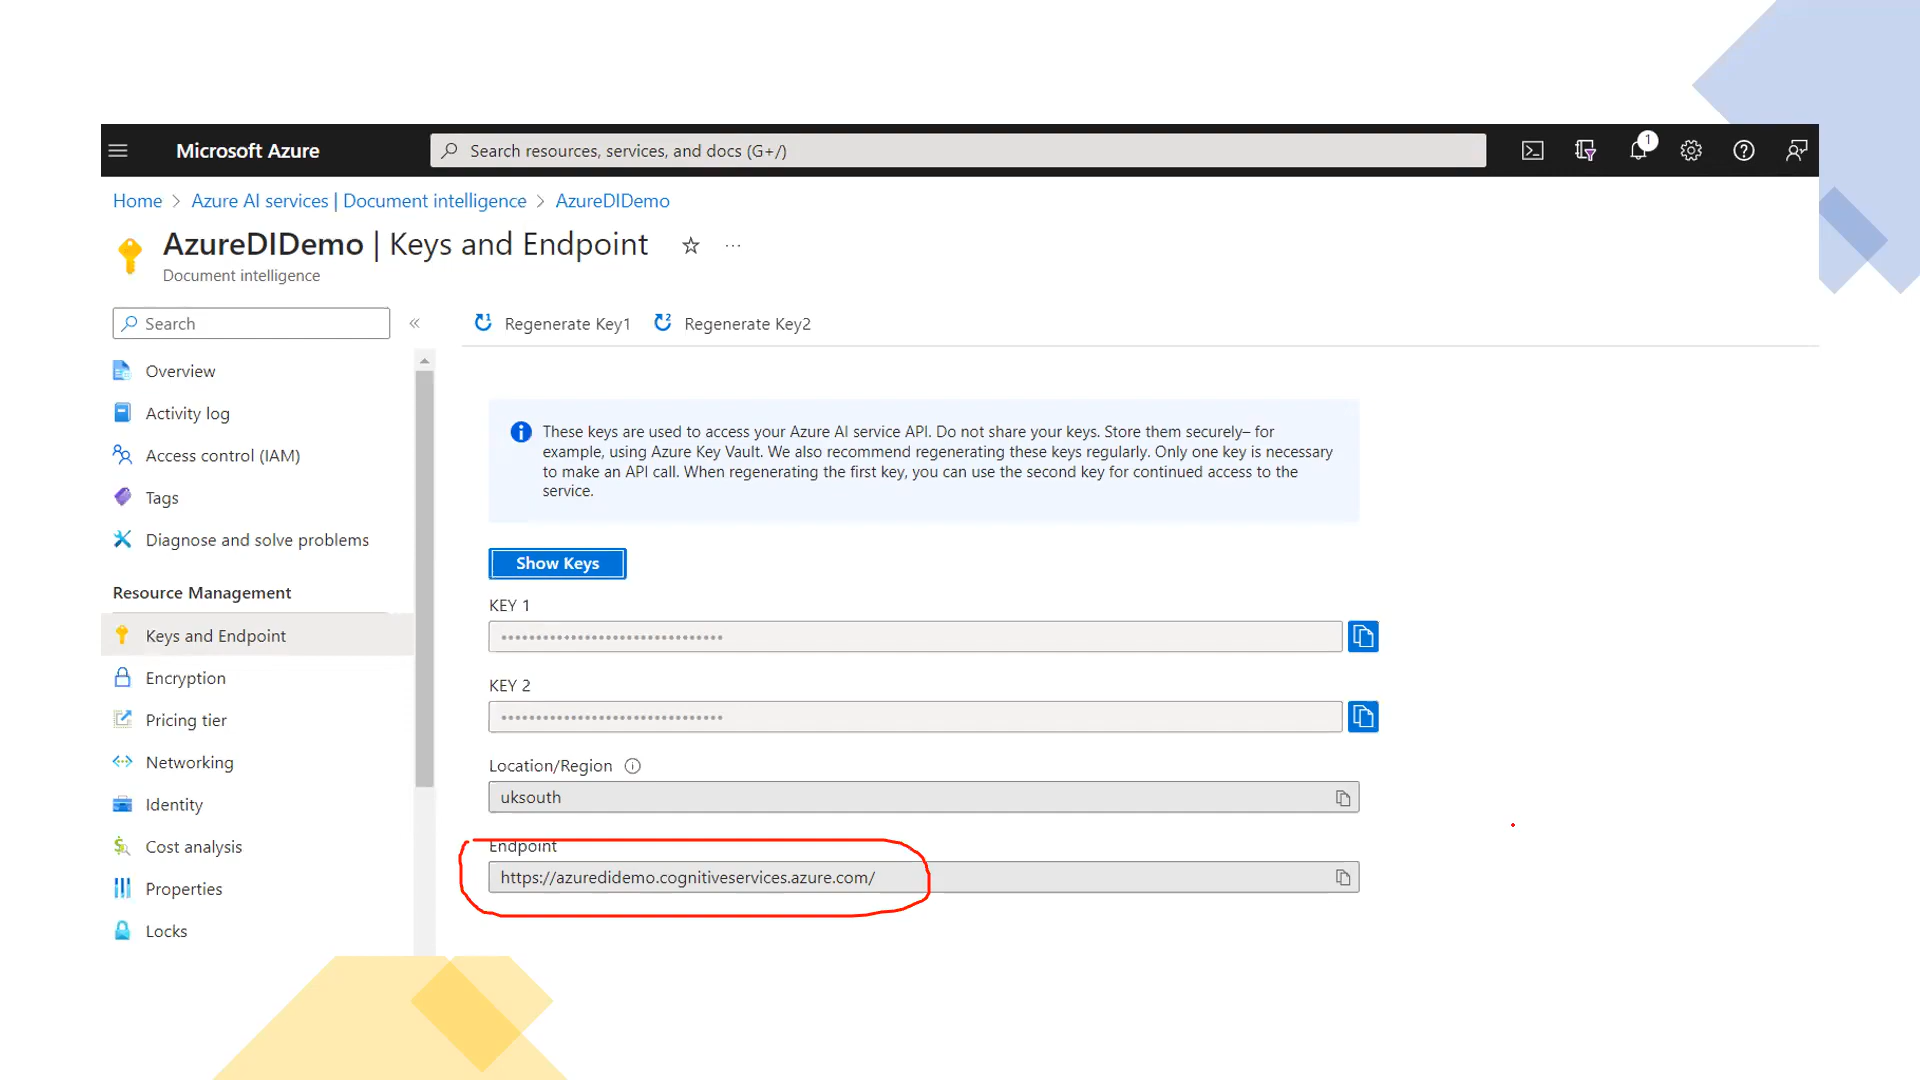 Microsoft Azure
Search resources, services, and docs (G+/)
1
Home > Azure AI services | Document intelligence > AzureDIDemo
AzureDIDemo | Keys and Endpoint
Document intelligence
Search
«
Regenerate Key1
Regenerate Key2
Overview
Activity log
Access control (IAM)
Tags
Diagnose and solve problems
Resource Management
Keys and Endpoint
Encryption
Pricing tier
Networking
Identity
Cost analysis
Properties
Locks
These keys are used to access your Azure AI service API. Do not share your keys. Store them securely– for
example, using Azure Key Vault. We also recommend regenerating these keys regularly. Only one key is necessary
to make an API call. When regenerating the first key, you can use the second key for continued access to the
service.
Show Keys
KEY 1
••••••••••••••••••••••••••••••••
KEY 2
••••••••••••••••••••••••••••••••
Location/Region
uksouth
Endpoint
https://azuredidemo.cognitiveservices.azure.com/